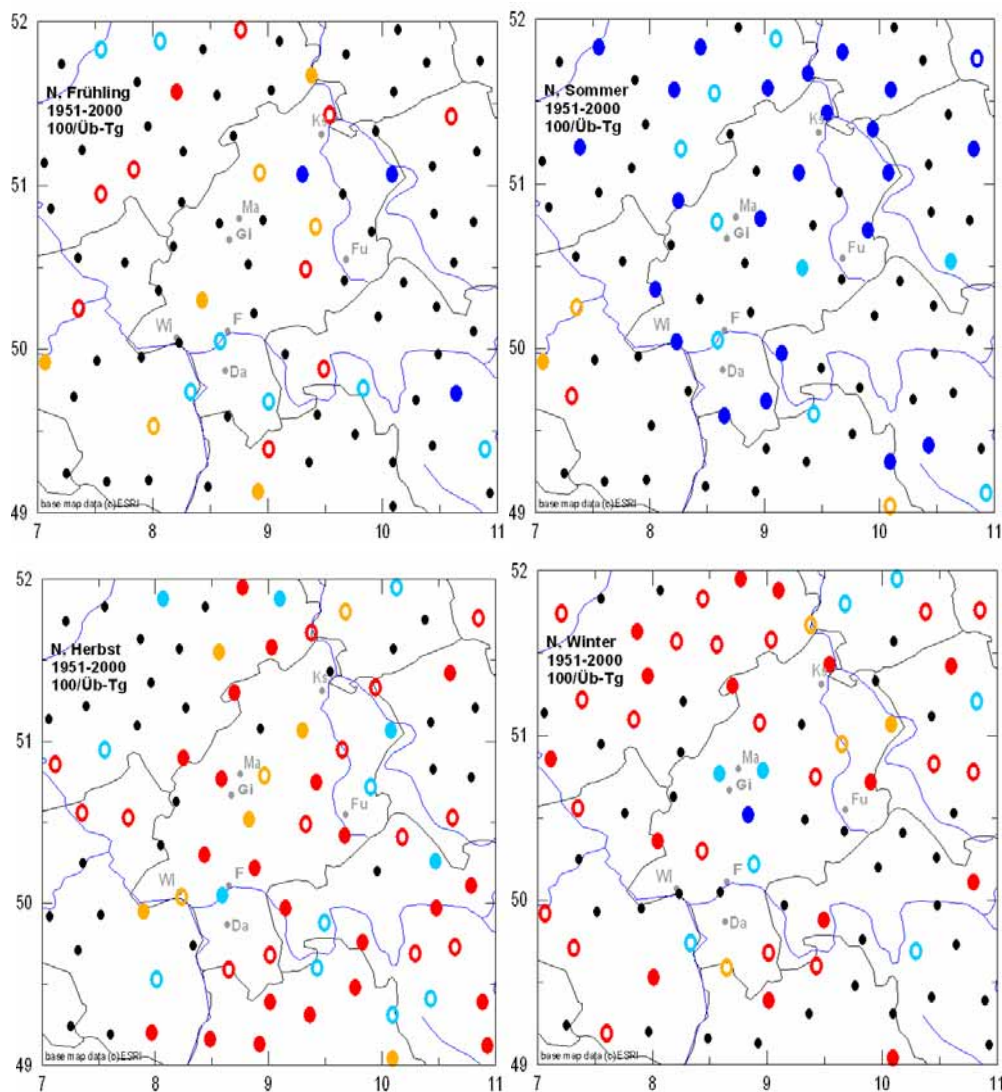 52
51
50
49
7 8 9 10 11
N, Frühling
1951-2000
100/Üb-Tg
Ks
Ma
Gi
Fu
Wi
F
Da
base map data (c) ESRI
52
51
50
49
7 8 9 10 11
N, Sommer
1951-2000
100/Üb-Tg
Ks
Ma
Gi
Fu
Wi
F
Da
base map data (c) ESRI
52
51
50
49
7 8 9 10 11
N, Herbst
1951-2000
100/Üb-Tg
Ks
Ma
Gi
Fu
Wi
F
Da
base map data (c) ESRI
52
51
50
49
7 8 9 10 11
N, Winter
1951-2000
100/Üb-Tg
Ks
Ma
Gi
Fu
Wi
F
Da
base map data (c) ESRI